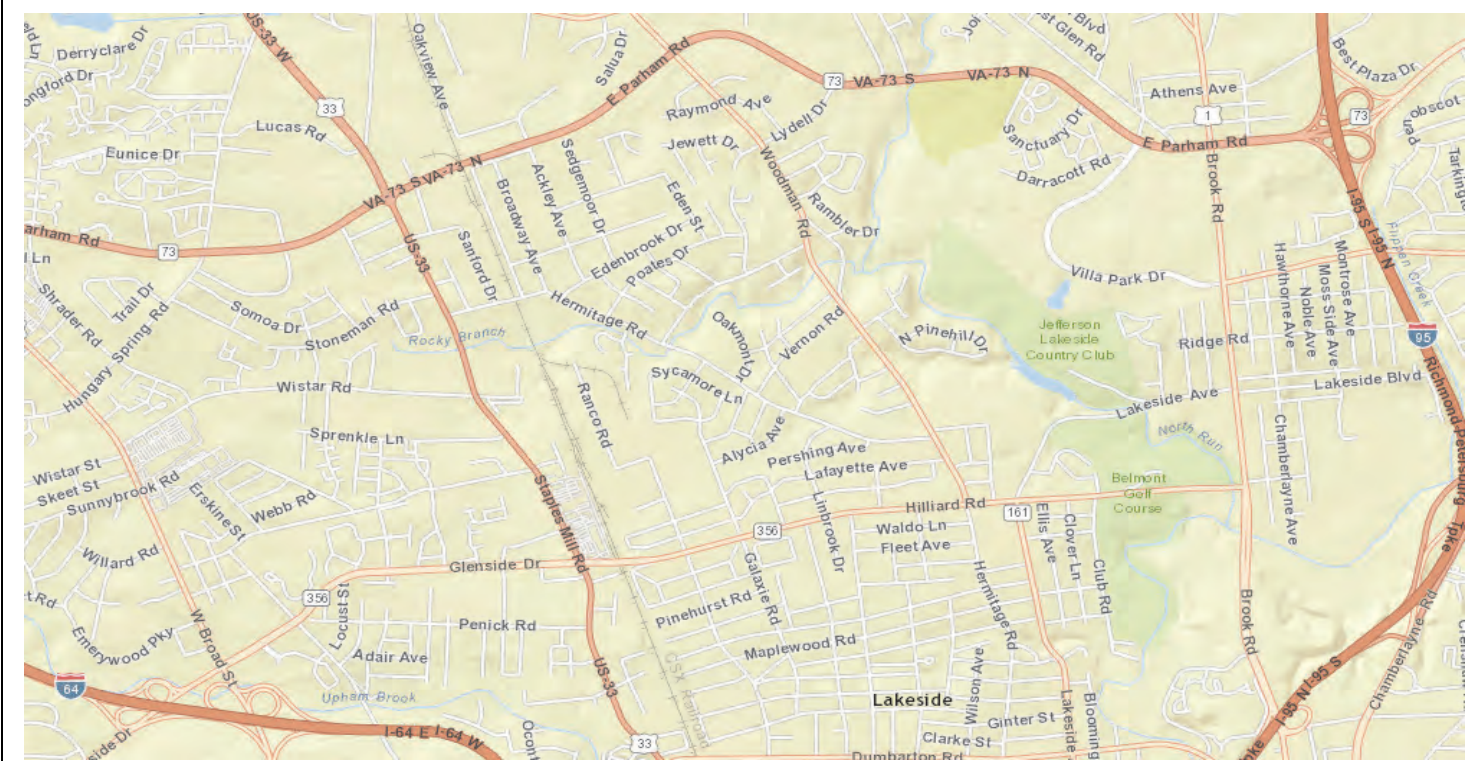 Derryclare Dr
US-33 W
Oakview Ave
Salua Dr
E Parham Rd
73
VA-73 S
VA-73 N
Blvd
Best Plaza Dr
Athens Ave
1
73
33
Lucas Rd
Eunice Dr
Raymond Ave
Lydell Dr
Jewett Dr
Sanctuary Dr
E Parham Rd
Darracott Rd
VA-73 S
VA-73 N
Sedgemoor Dr
Ackley Ave
Broadway Ave
Eden St
Woodman Rd
Rambler Dr
Brook Rd
I-95 S
I-95 N
Flippen Creek
73
US-33
Sanford Dr
Edenbrook Dr
Poates Dr
Villa Park Dr
Hawthorne Ave
Noble Ave
Moss Side Ave
Montrose Ave
Shrader Rd
Trail Dr
Hungary Spring Rd
Somoa Dr
Stoneman Rd
Rocky Branch
Hermitage Rd
Oakmont Dr
Vernon Rd
N Pinehill Dr
Jefferson
Lakeside
Country Club
Ridge Rd
95
Wistar Rd
Ranco Rd
Sycamore Ln
Lakeside Ave
Lakeside Blvd
Richmond-Petersburg
Tpke
Sprenkle Ln
Alycia Ave
Pershing Ave
Lafayette Ave
North Run
Chamberlayne Ave
Wistar St
Skeet St
Sunnybrook Rd
Erskine St
Webb Rd
Staples Mill Rd
Linbrook Dr
Hilliard Rd
161
Belmont
Golf
Course
Willard Rd
356
Waldo Ln
Fleet Ave
Ellis Ave
Clover Ln
Club Rd
Glenside Dr
Galaxie Rd
Hermitage Rd
356
Locust St
Emerywood Pky
W Broad St
Penick Rd
Pinehurst Rd
Adair Ave
Maplewood Rd
Brook Rd
Chamberlayne Rd
64
Upham Brook
US-33
CSX Railroad
Lakeside
Wilson Ave
Ginter St
Clarke St
Lakeside
Blooming
I-95 N
I-95 S
I-64 E
I-64 W
33
Dumbarton Rd